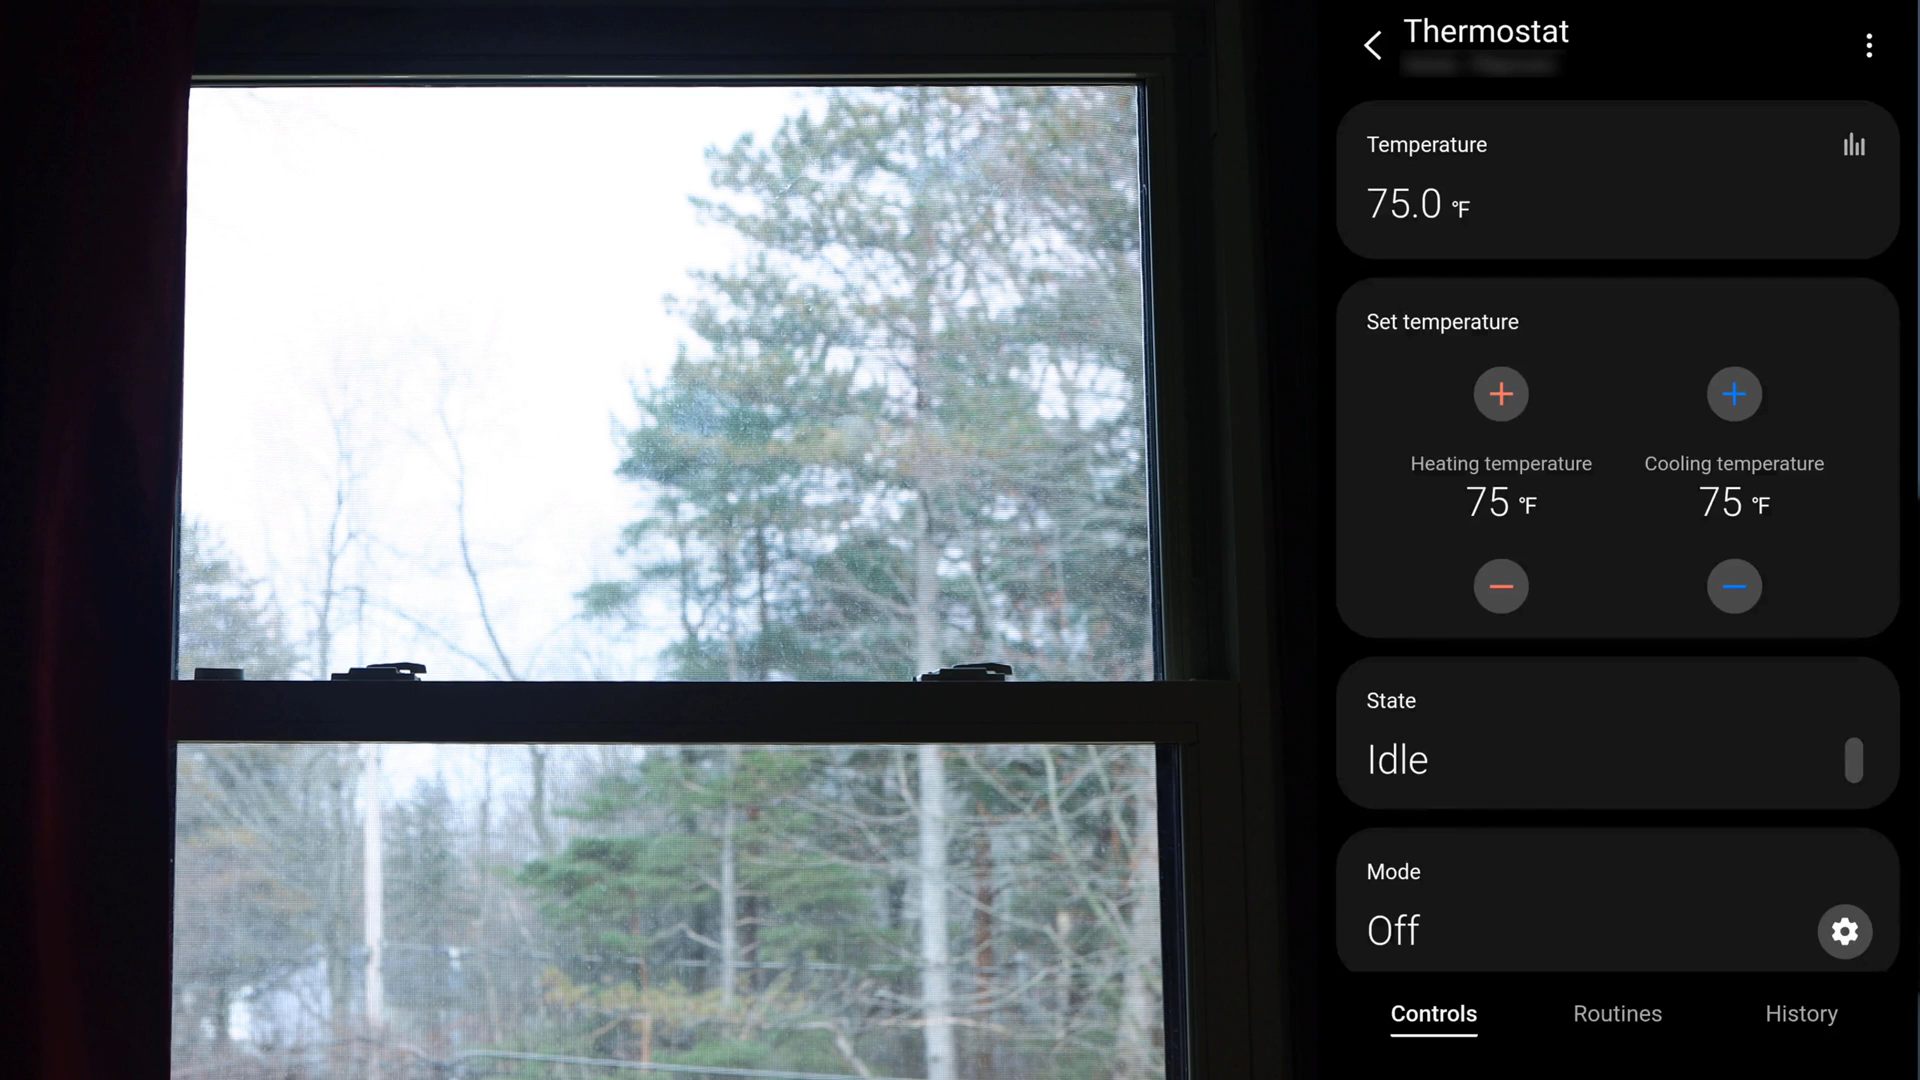 Thermostat
Temperature
75.0 °F
Set temperature
Heating temperature
Cooling temperature
75 °F
75 °F
State
Idle
Mode
Off
Controls
Routines
History